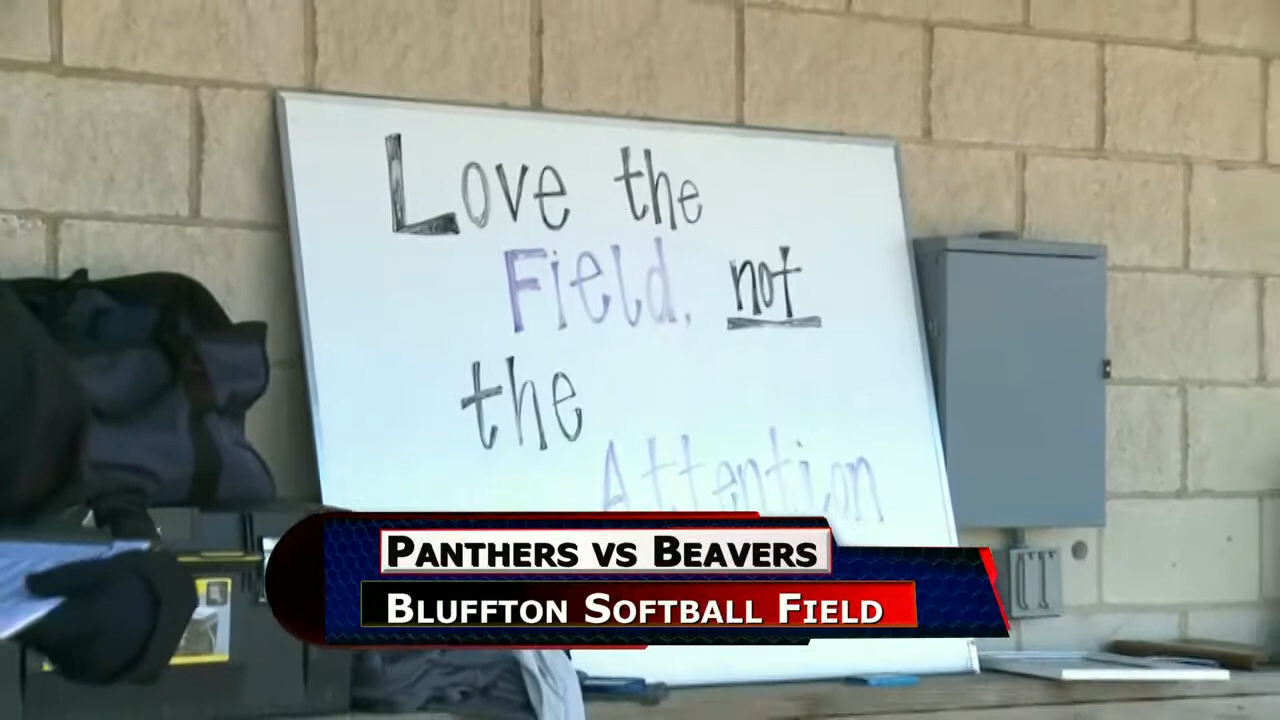 Love the
Field, not
the
Attention
PANTHERS VS BEAVERS
BLUFFTON SOFTBALL FIELD